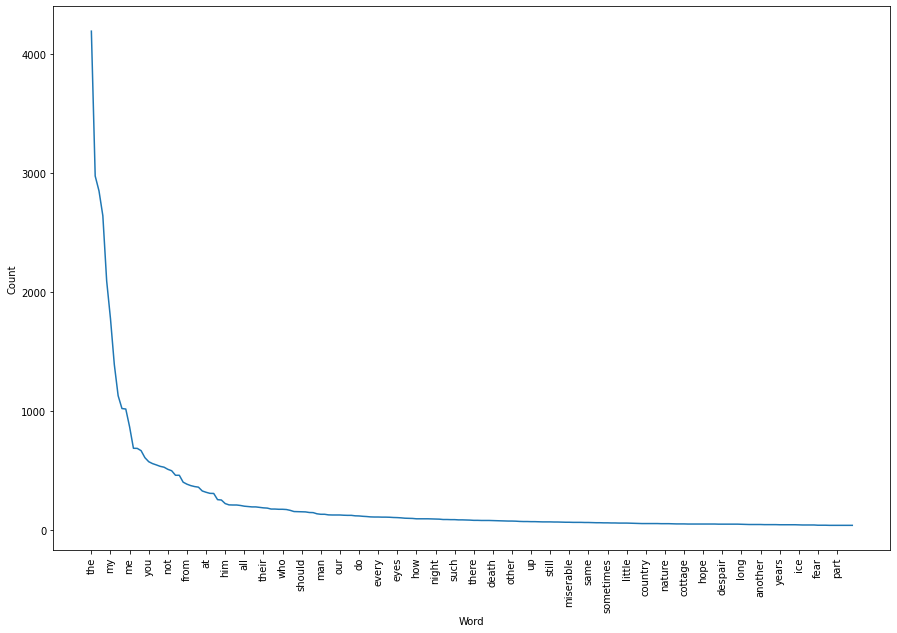 4000
3000
2000
1000
0
Count
the my me you not from at him all their who should man our do every eyes how night such there death other up still miserable same sometimes little country nature cottage hope despair long another years ice fear part
Word